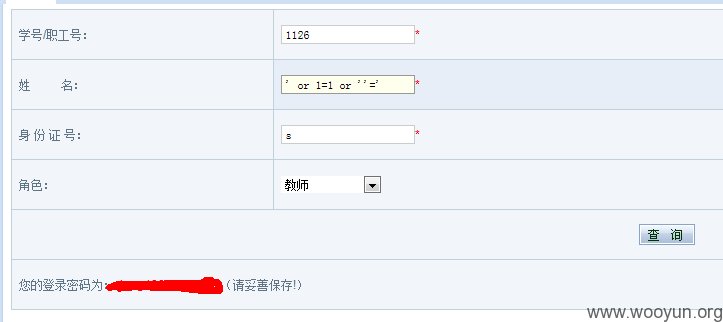 学号/职工号： 1126 *
姓 名： ' or 1=1 or ''=' *
身 份 证 号： s *
角色： 教师
查 询
您的登录密码为: (请妥善保存!)
www.wooyun.org